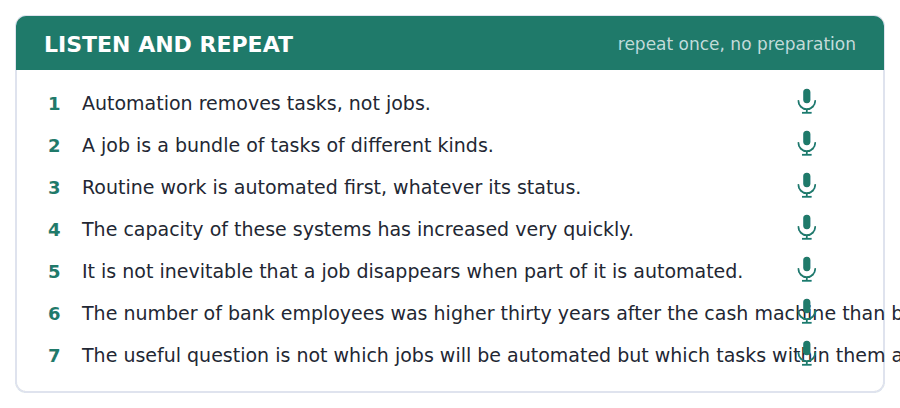 LISTEN AND REPEAT
repeat once, no preparation
1 Automation removes tasks, not jobs.
2 A job is a bundle of tasks of different kinds.
3 Routine work is automated first, whatever its status.
4 The capacity of these systems has increased very quickly.
5 It is not inevitable that a job disappears when part of it is automated.
6 The number of bank employees was higher thirty years after the cash machine than
7 The useful question is not which jobs will be automated but which tasks within them